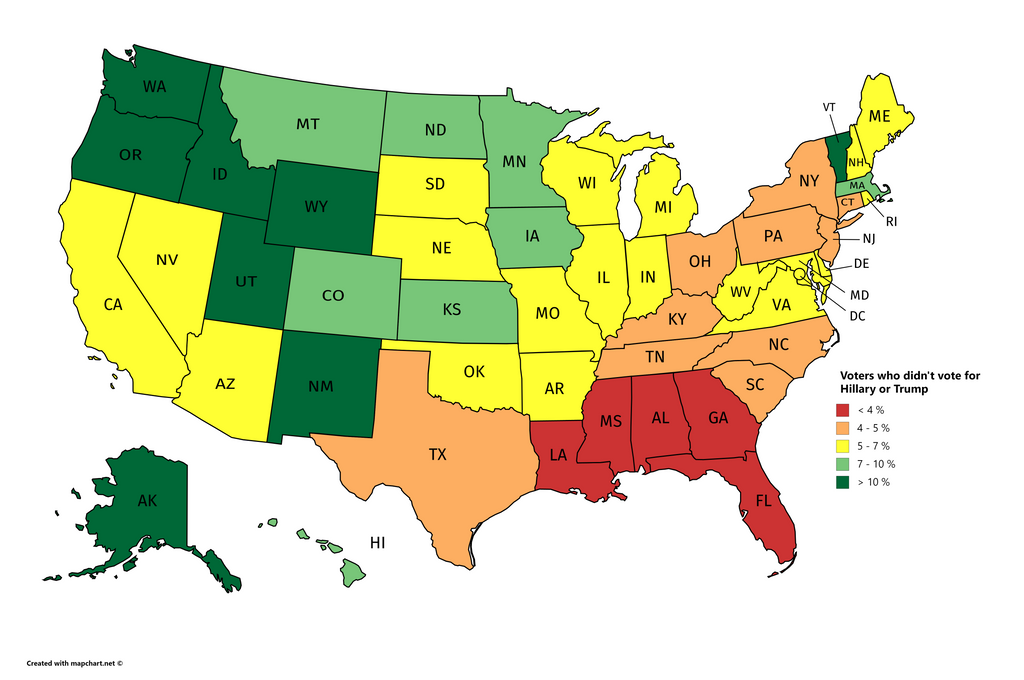 WA
VT
ME
MT
ND
OR
MN
NH
ID
SD
WI
NY
MA
WY
MI
CT
RI
IA
PA
NJ
NV
NE
OH
DE
UT
IL
IN
CO
WV
MD
CA
KS
MO
VA
DC
KY
NC
TN
OK
AZ
NM
AR
SC
MS
AL
GA
TX
LA
FL
AK
HI
Voters who didn't vote for
Hillary or Trump
< 4 %
4 - 5 %
5 - 7 %
7 - 10 %
> 10 %
Created with mapchart.net ©